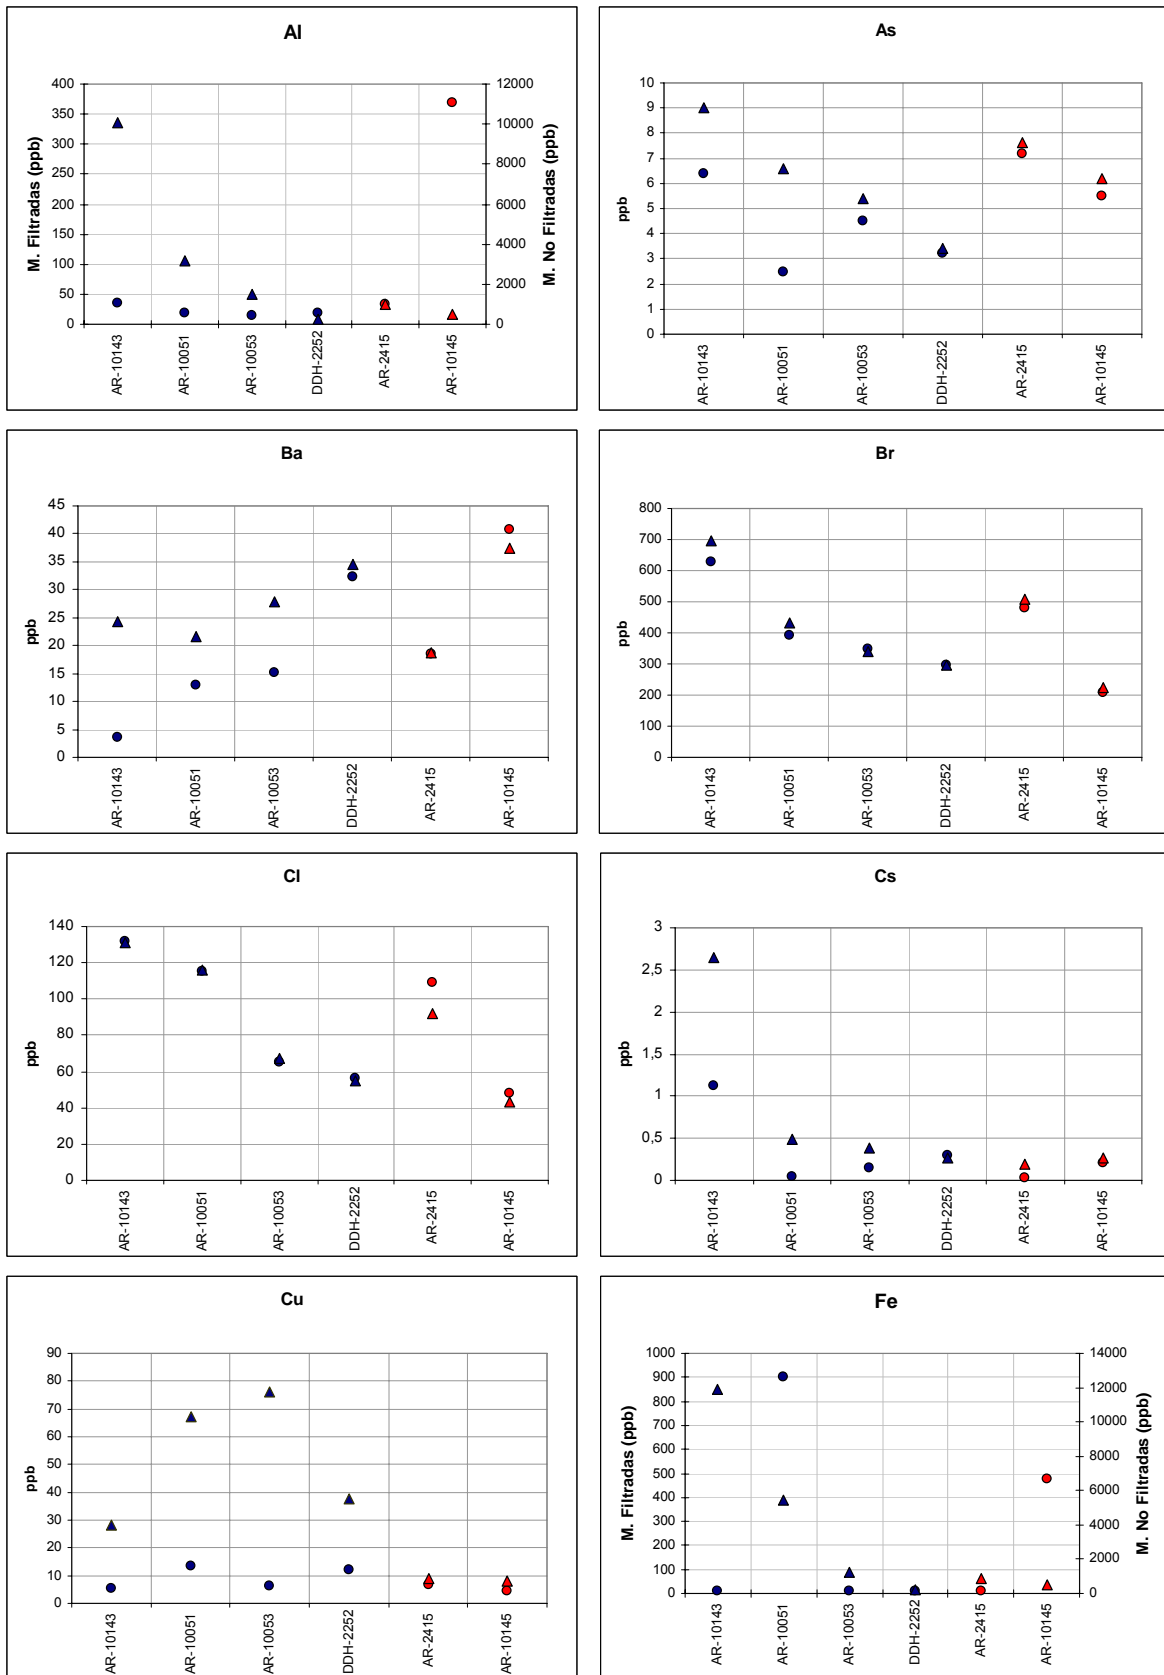 Al
M. Filtradas (ppb)
M. No Filtradas (ppb)
400
350
300
250
200
150
100
50
0
12000
10000
8000
6000
4000
2000
0
AR-10143
AR-10051
AR-10053
DDH-2252
AR-2415
AR-10145
As
ppb
10
9
8
7
6
5
4
3
2
1
0
AR-10143
AR-10051
AR-10053
DDH-2252
AR-2415
AR-10145
Ba
ppb
45
40
35
30
25
20
15
10
5
0
AR-10143
AR-10051
AR-10053
DDH-2252
AR-2415
AR-10145
Br
ppb
800
700
600
500
400
300
200
100
0
AR-10143
AR-10051
AR-10053
DDH-2252
AR-2415
AR-10145
Cl
ppb
140
120
100
80
60
40
20
0
AR-10143
AR-10051
AR-10053
DDH-2252
AR-2415
AR-10145
Cs
ppb
3
2,5
2
1,5
1
0,5
0
AR-10143
AR-10051
AR-10053
DDH-2252
AR-2415
AR-10145
Cu
ppb
90
80
70
60
50
40
30
20
10
0
AR-10143
AR-10051
AR-10053
DDH-2252
AR-2415
AR-10145
Fe
M. Filtradas (ppb)
M. No Filtradas (ppb)
1000
900
800
700
600
500
400
300
200
100
0
14000
12000
10000
8000
6000
4000
2000
0
AR-10143
AR-10051
AR-10053
DDH-2252
AR-2415
AR-10145